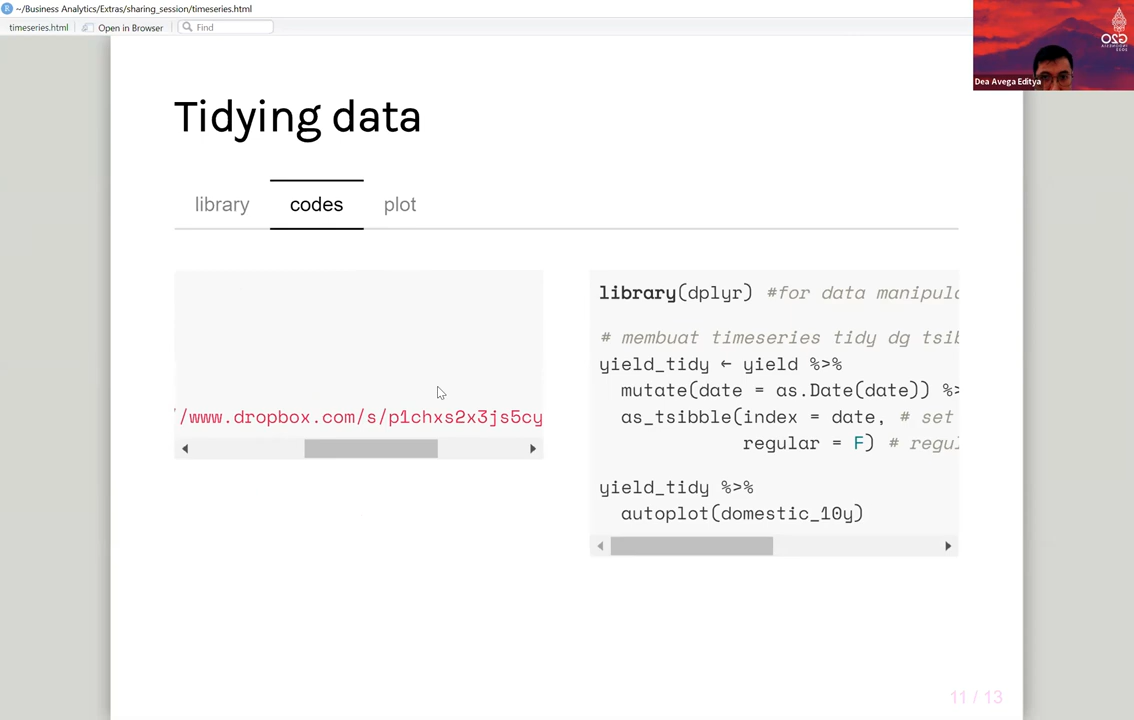 ~/Business Analytics/Extras/sharing_session/timeseries.html
timeseries.html
Open in Browser
Find
G20
Dea Avega Editya
Tidying data
library
codes
plot
//www.dropbox.com/s/p1chxs2x3js5cy
library(dplyr) #for data manipula
# membuat timeseries tidy dg tsib
yield_tidy ← yield %>%
mutate(date = as.Date(date)) %>
as_tsibble(index = date, # set
regular = F) # regul
yield_tidy %>%
autoplot(domestic_10y)
11 / 13